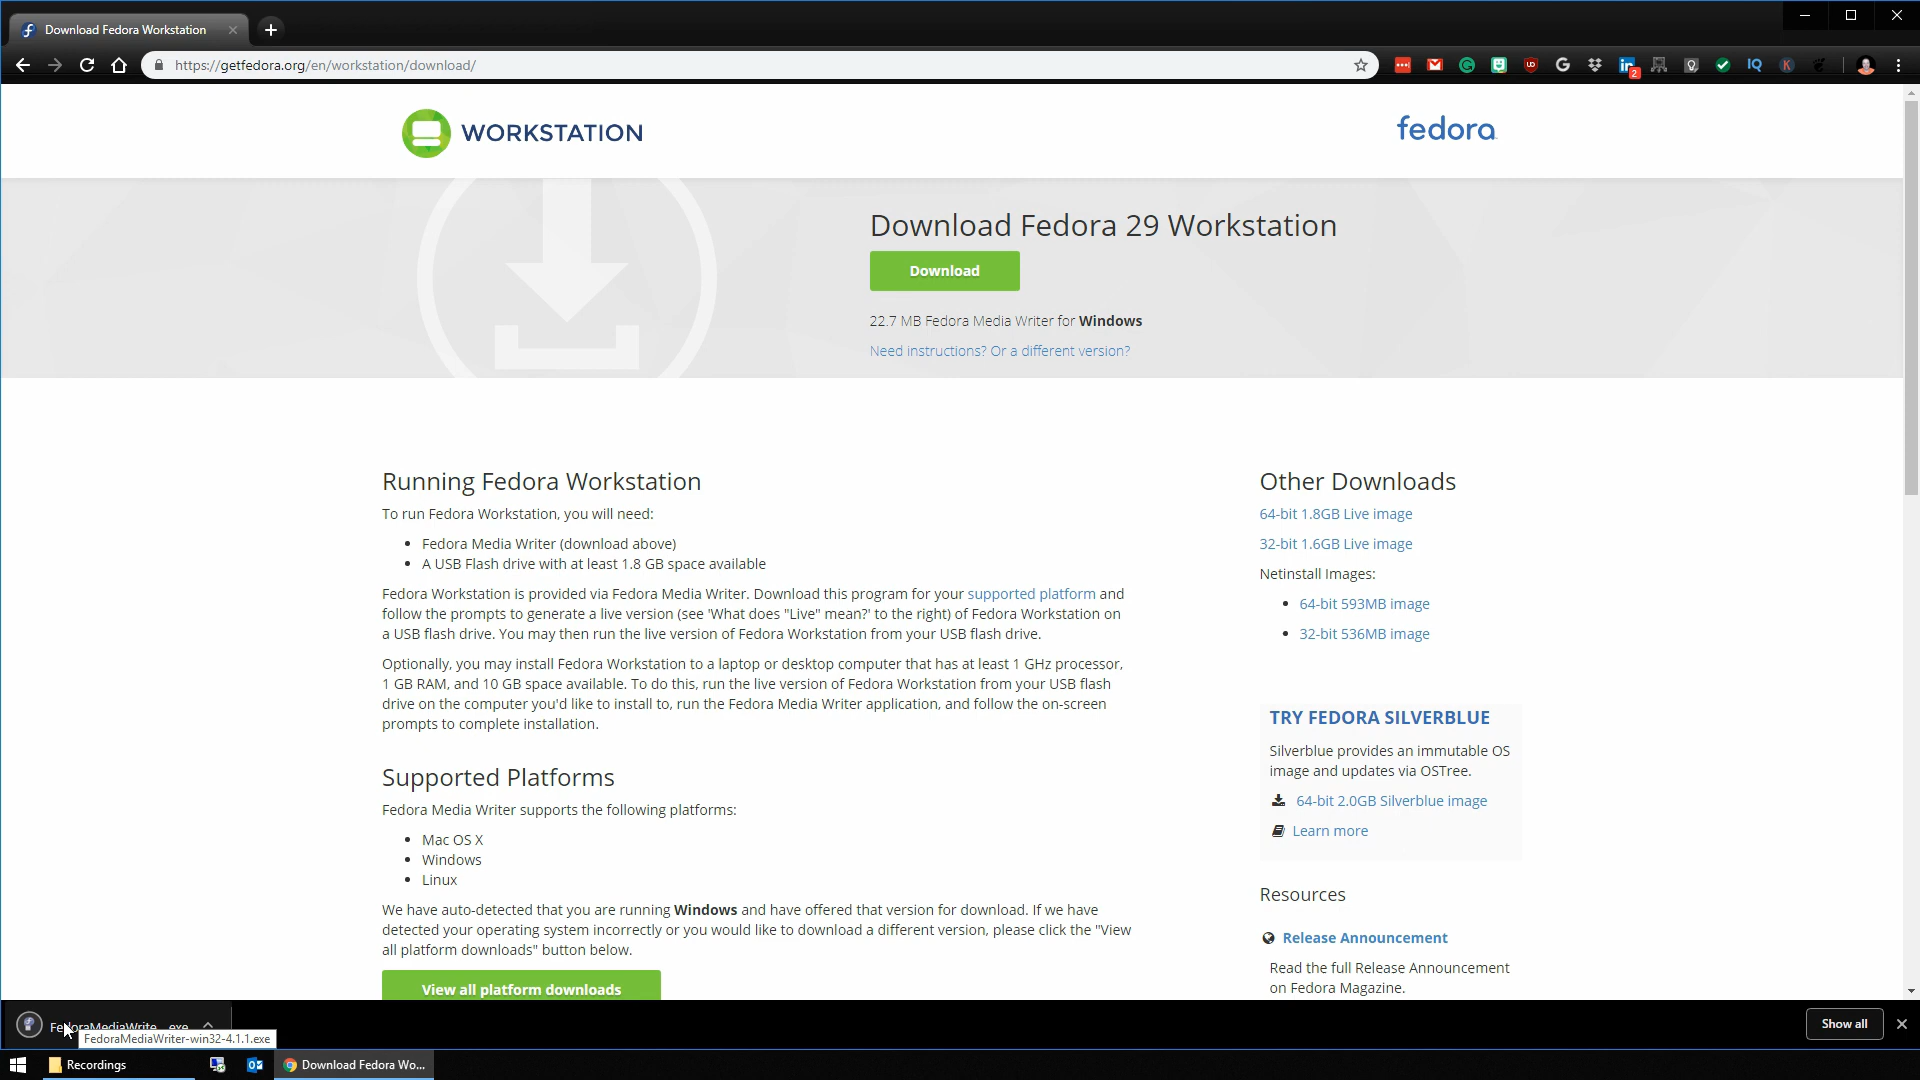 Download Fedora Workstation
https://getfedora.org/en/workstation/download/
UD
G
in
2
IQ
K
WORKSTATION
fedora
Download Fedora 29 Workstation
Download
22.7 MB Fedora Media Writer for Windows
Need instructions? Or a different version?
Running Fedora Workstation
To run Fedora Workstation, you will need:
Fedora Media Writer (download above)
A USB Flash drive with at least 1.8 GB space available
Fedora Workstation is provided via Fedora Media Writer. Download this program for your supported platform and
follow the prompts to generate a live version (see 'What does "Live" mean?' to the right) of Fedora Workstation on
a USB flash drive. You may then run the live version of Fedora Workstation from your USB flash drive.
Optionally, you may install Fedora Workstation to a laptop or desktop computer that has at least 1 GHz processor,
1 GB RAM, and 10 GB space available. To do this, run the live version of Fedora Workstation from your USB flash
drive on the computer you'd like to install to, run the Fedora Media Writer application, and follow the on-screen
prompts to complete installation.
Supported Platforms
Fedora Media Writer supports the following platforms:
Mac OS X
Windows
Linux
We have auto-detected that you are running Windows and have offered that version for download. If we have
detected your operating system incorrectly or you would like to download a different version, please click the "View
all platform downloads" button below.
View all platform downloads
Other Downloads
64-bit 1.8GB Live image
32-bit 1.6GB Live image
Netinstall Images:
64-bit 593MB image
32-bit 536MB image
TRY FEDORA SILVERBLUE
Silverblue provides an immutable OS
image and updates via OSTree.
64-bit 2.0GB Silverblue image
Learn more
Resources
Release Announcement
Read the full Release Announcement
on Fedora Magazine.
FedoraMediaWrite....exe
FedoraMediaWriter-win32-4.1.1.exe
Show all
Recordings
Download Fedora Wo...